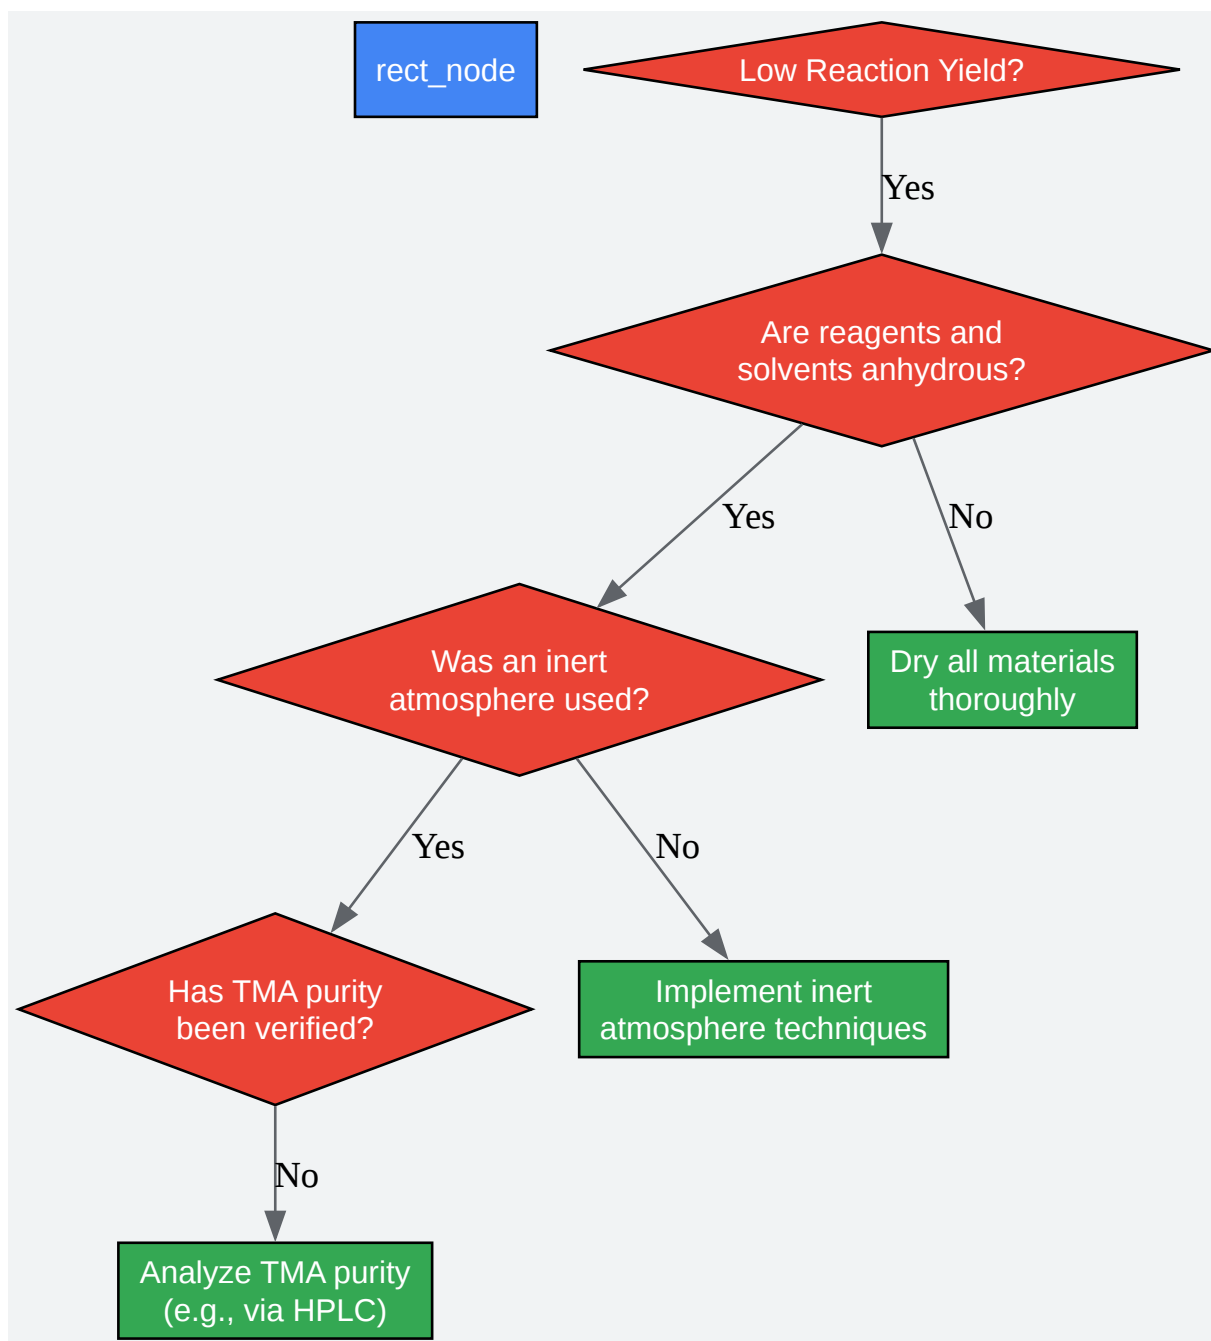 rect_node
Low Reaction Yield?
Yes
Are reagents and
solvents anhydrous?
Yes
No
Was an inert
atmosphere used?
Dry all materials
thoroughly
Yes
No
Has TMA purity
been verified?
Implement inert
atmosphere techniques
No
Analyze TMA purity
(e.g., via HPLC)